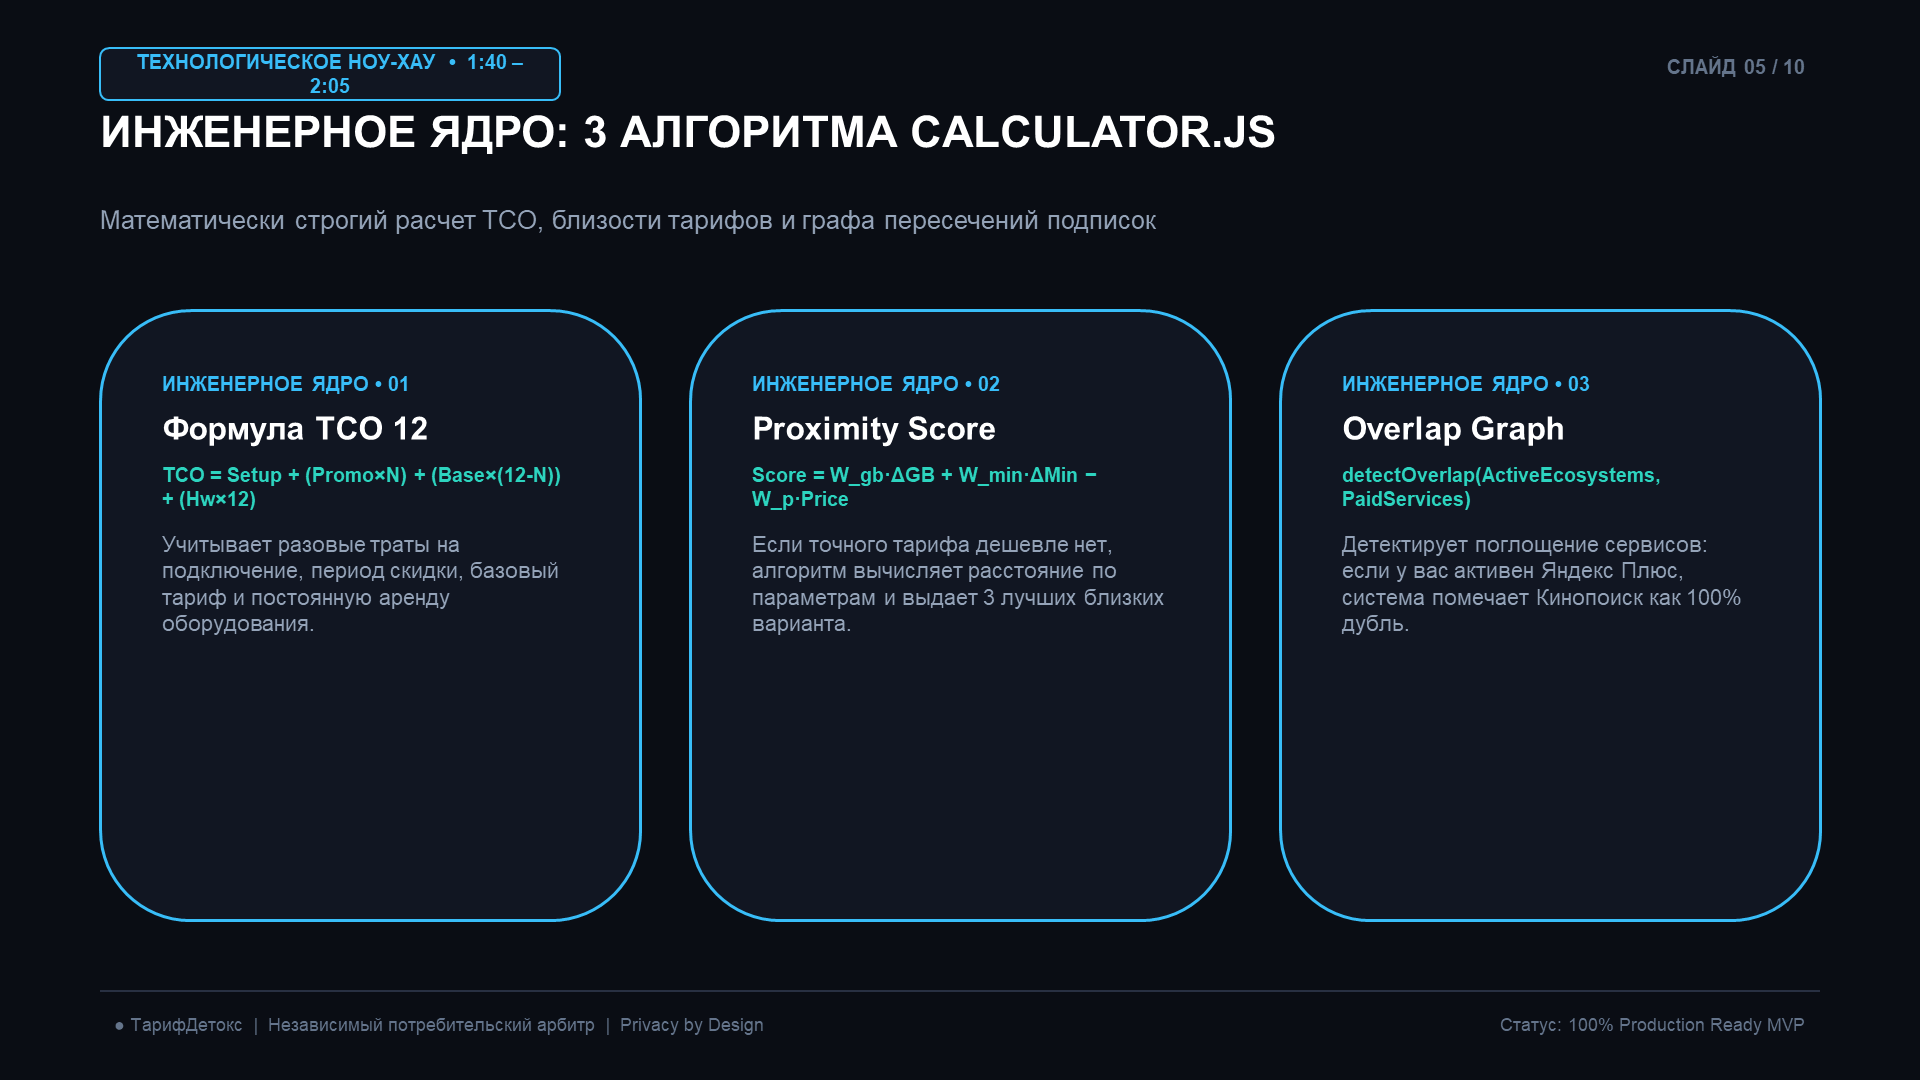 ТЕХНОЛОГИЧЕСКОЕ НОУ-ХАУ • 1:40 –
2:05
СЛАЙД 05 / 10
ИНЖЕНЕРНОЕ ЯДРО: 3 АЛГОРИТМА CALCULATOR.JS
Математически строгий расчет TCO, близости тарифов и графа пересечений подписок
ИНЖЕНЕРНОЕ ЯДРО • 01
Формула TCO 12
TCO = Setup + (Promo×N) + (Base×(12-N))
+ (Hw×12)
Учитывает разовые траты на
подключение, период скидки, базовый
тариф и постоянную аренду
оборудования.
ИНЖЕНЕРНОЕ ЯДРО • 02
Proximity Score
Score = W_gb·ΔGB + W_min·ΔMin −
W_p·Price
Если точного тарифа дешевле нет,
алгоритм вычисляет расстояние по
параметрам и выдает 3 лучших близких
варианта.
ИНЖЕНЕРНОЕ ЯДРО • 03
Overlap Graph
detectOverlap(ActiveEcosystems,
PaidServices)
Детектирует поглощение сервисов:
если у вас активен Яндекс Плюс,
система помечает Кинопоиск как 100%
дубль.
● ТарифДетокс | Независимый потребительский арбитр | Privacy by Design
Статус: 100% Production Ready MVP